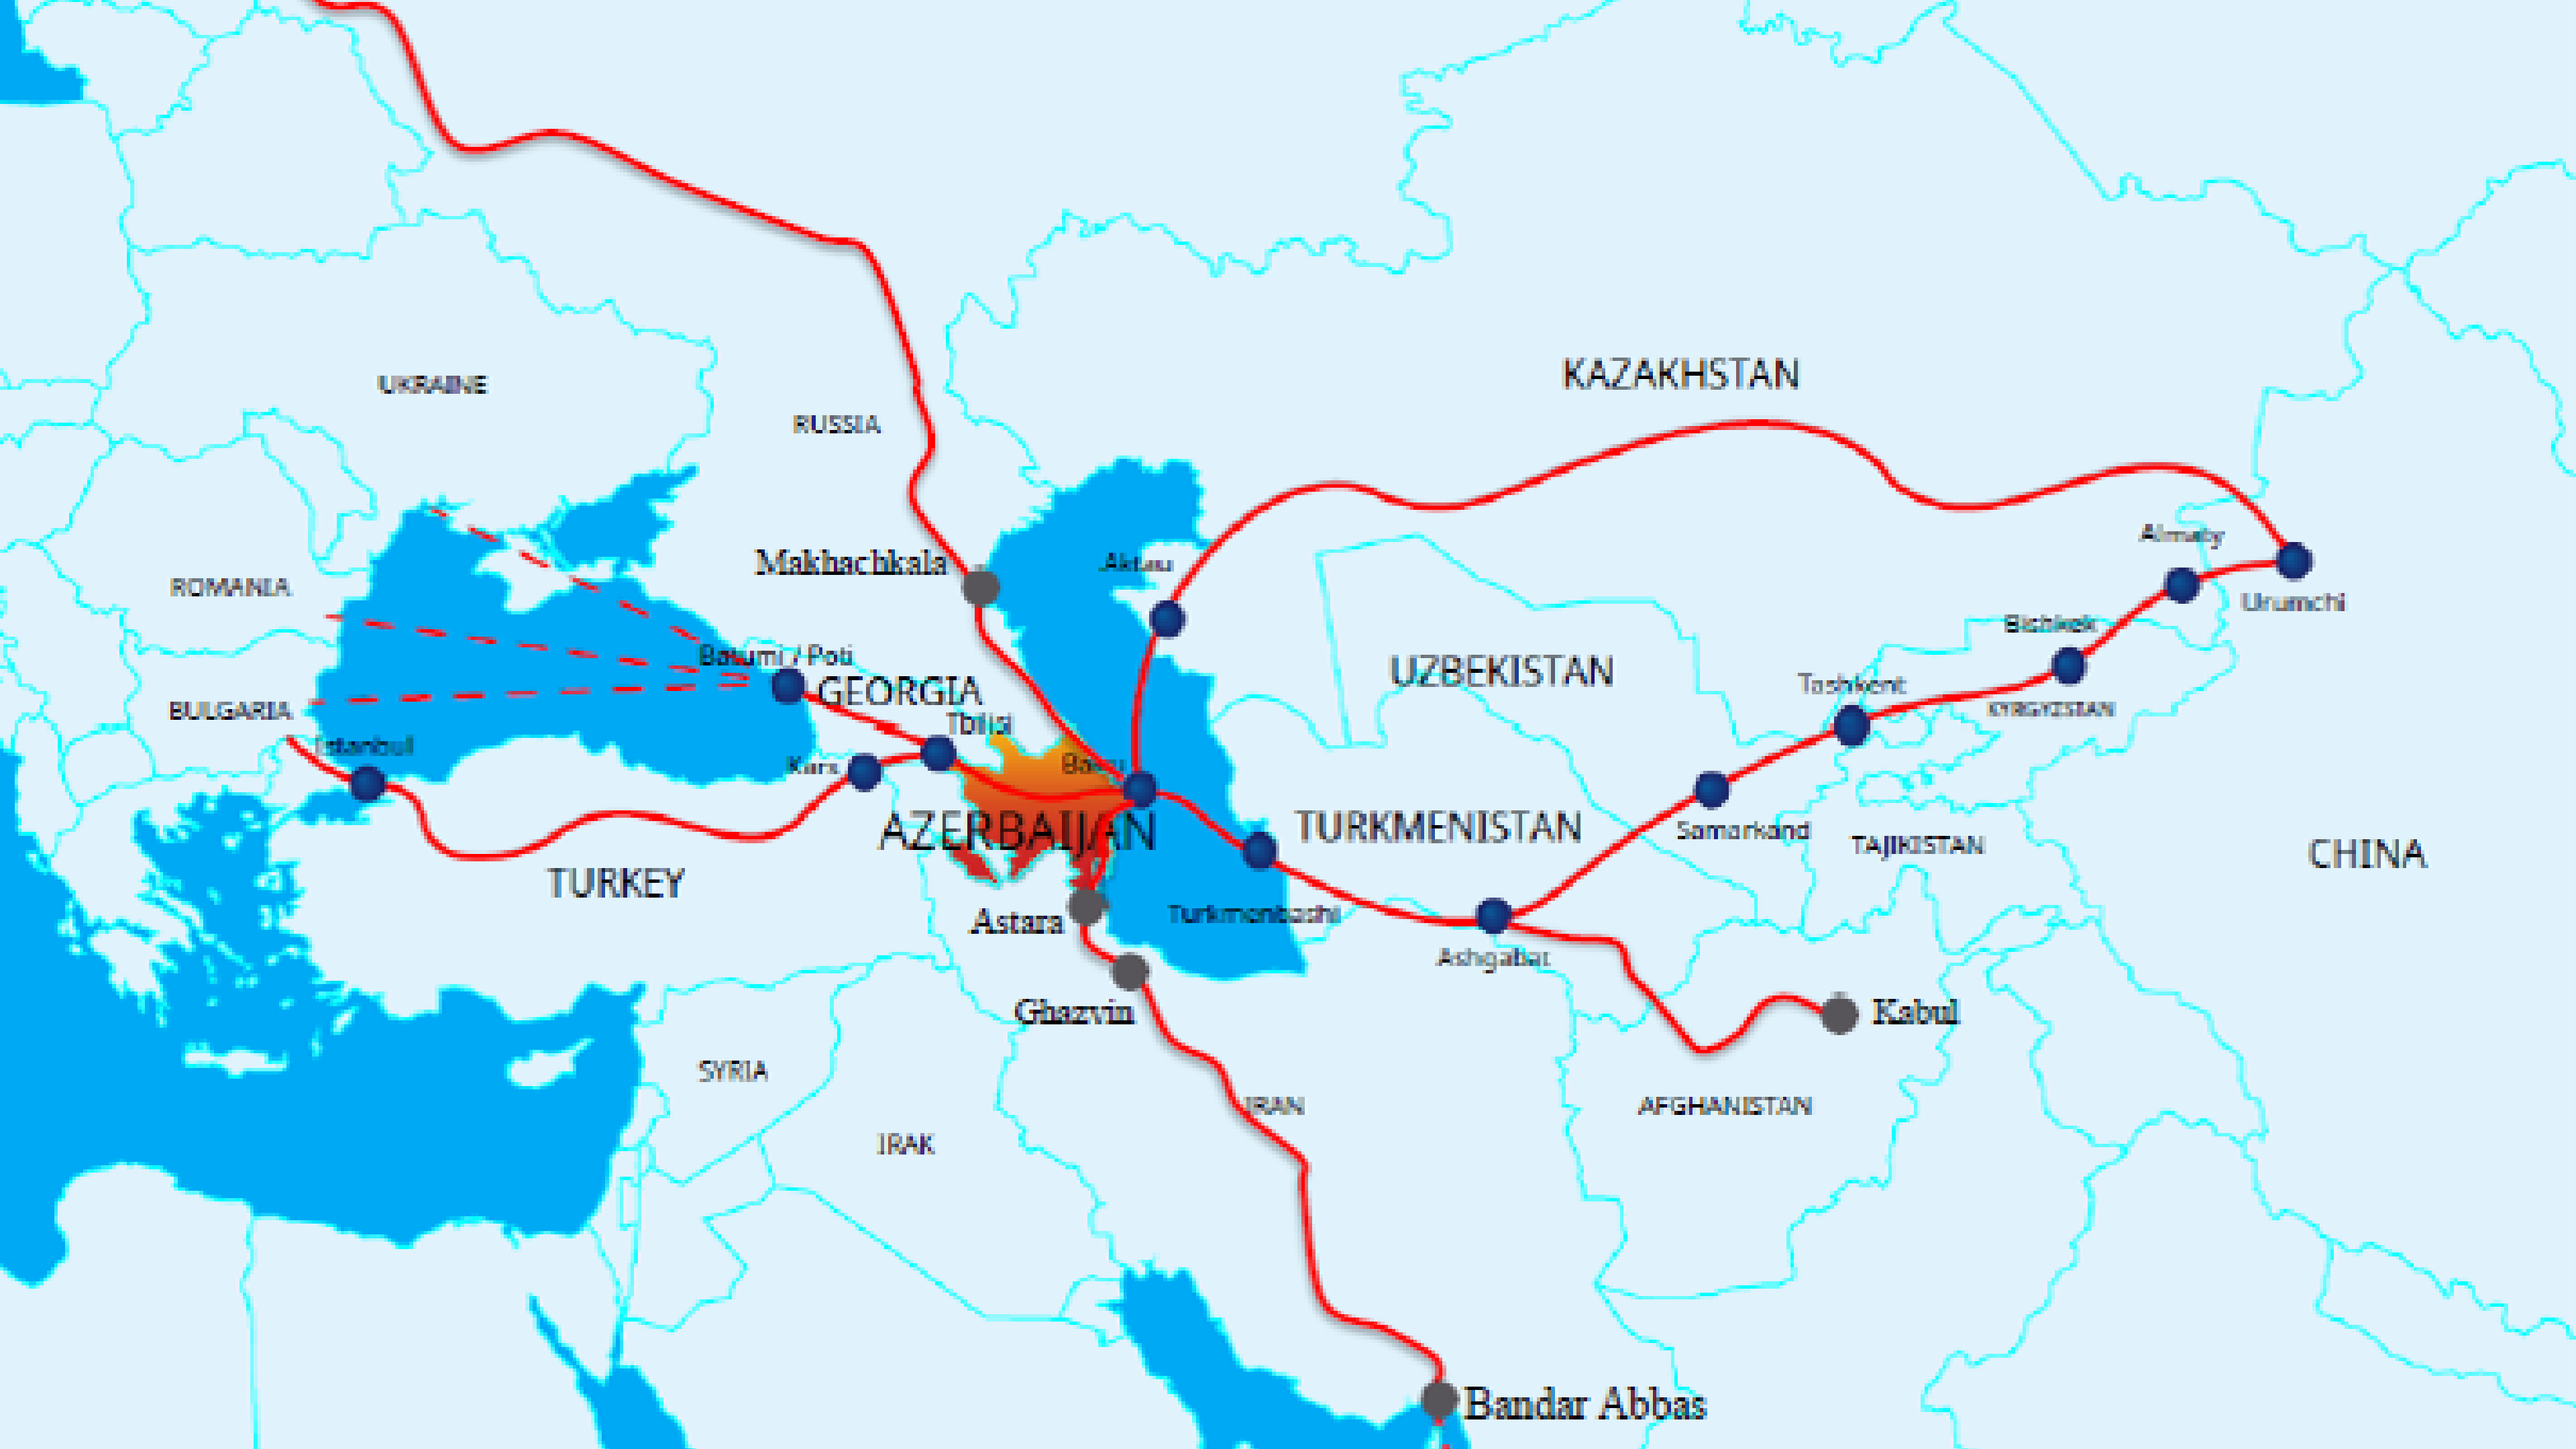 KAZAKHSTAN
UKRAINE
RUSSIA
Almaty
Makhachkala
Aktau
ROMANIA
Urumchi
Bishkek
Batumi / Poti
UZBEKISTAN
Tashkent
GEORGIA
BULGARIA
KYRGYZISTAN
Tbilisi
Istanbul
Kars
Baku
AZERBAIJAN
TURKMENISTAN
Samarkand
TAJIKISTAN
CHINA
TURKEY
Astara
Turkmenbashi
Ashgabat
Ghazvin
Kabul
SYRIA
IRAN
AFGHANISTAN
IRAK
Bandar Abbas